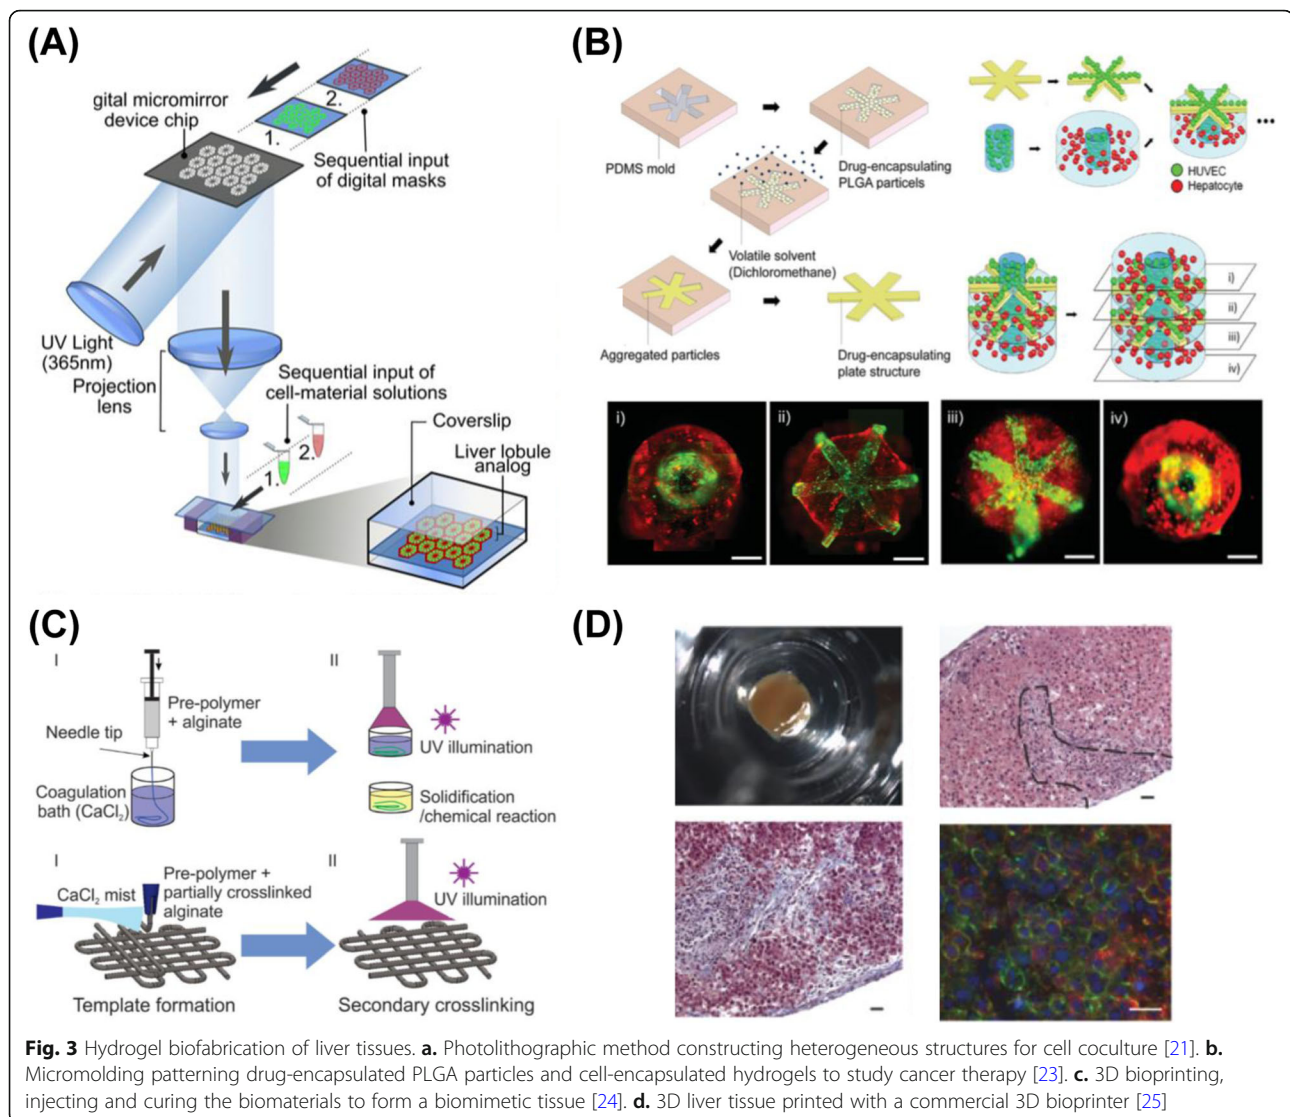 (A)
gital micromirror
device chip
2.
1.
Sequential input
of digital masks
UV Light
(365nm)
Projection
lens
Sequential input of
cell-material solutions
2.
1.
Coverslip
Liver lobule
analog
(B)
PDMS mold
Drug-encapsulating
PLGA particels
Volatile solvent
(Dichloromethane)
Aggregated particles
Drug-encapsulating
plate structure
...
HUVEC
Hepatocyte
i)
ii)
iii)
iv)
i)
ii)
iii)
iv)
(C)
I
II
Pre-polymer
+ alginate
Needle tip
Coagulation
bath (CaCl₂)
UV illumination
Solidification
/chemical reaction
I
II
CaCl₂ mist
Pre-polymer +
partially crosslinked
alginate
UV illumination
Template formation
Secondary crosslinking
(D)
Fig. 3 Hydrogel biofabrication of liver tissues. a. Photolithographic method constructing heterogeneous structures for cell coculture [21]. b.
Micromolding patterning drug-encapsulated PLGA particles and cell-encapsulated hydrogels to study cancer therapy [23]. c. 3D bioprinting,
injecting and curing the biomaterials to form a biomimetic tissue [24]. d. 3D liver tissue printed with a commercial 3D bioprinter [25]